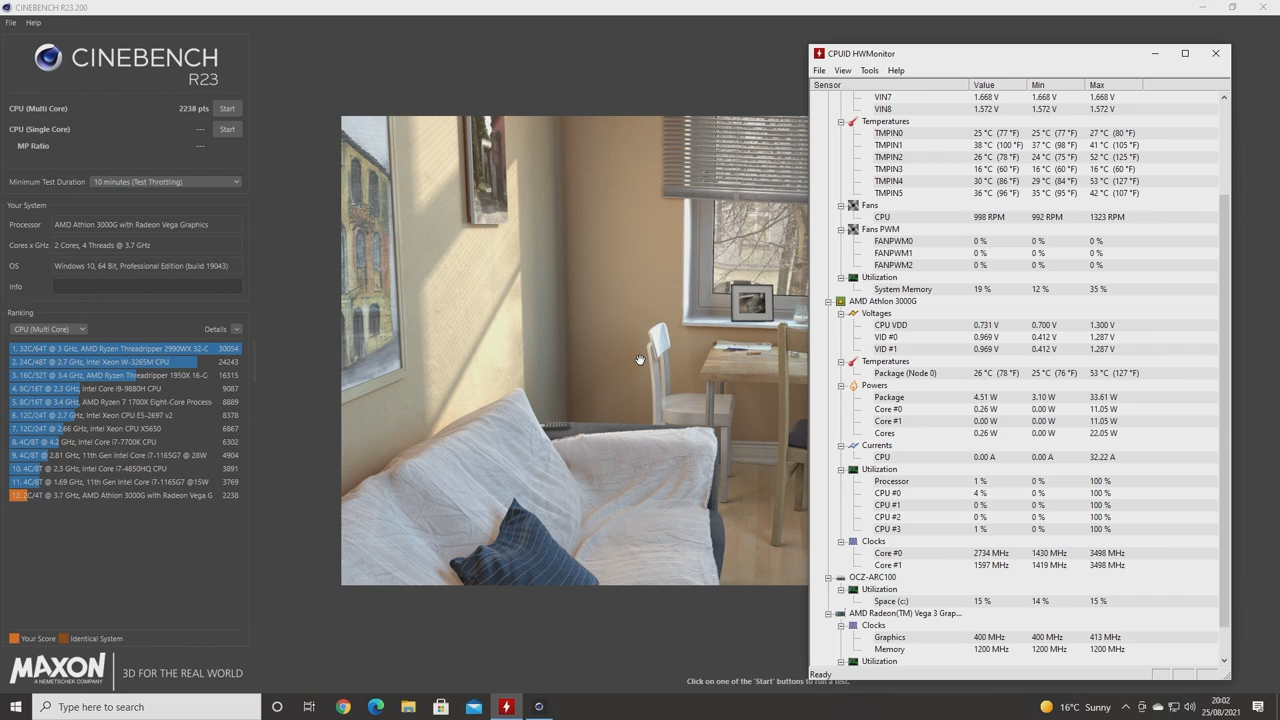 CINEBENCH R23.200
File Help
CINEBENCH
R23
CPU (Multi Core) 2238 pts Start
CPU (Single Core) --- Start
MP Ratio ---
(Test Throttling)
Your System
Processor AMD Athlon 3000G with Radeon Vega Graphics
Cores x GHz 2 Cores, 4 Threads @ 3.7 GHz
OS Windows 10, 64 Bit, Professional Edition (build 19043)
Info
Ranking
CPU (Multi Core) Details
1. 32C/64T @ 3 GHz, AMD Ryzen Threadripper 2990WX 32-C 30054
2. 24C/48T @ 2.7 GHz, Intel Xeon W-3265M CPU 24243
3. 16C/32T @ 3.4 GHz, AMD Ryzen Threadripper 1950X 16-C 16315
4. 8C/16T @ 2.3 GHz, Intel Core i9-9880H CPU 9087
5. 8C/16T @ 3.4 GHz, AMD Ryzen 7 1700X Eight-Core Process 8889
6. 12C/24T @ 2.7 GHz, Intel Xeon CPU E5-2697 v2 8378
7. 12C/24T @ 2.66 GHz, Intel Xeon CPU X5650 6867
8. 4C/8T @ 4.2 GHz, Intel Core i7-7700K CPU 6302
9. 4C/8T @ 2.81 GHz, 11th Gen Intel Core i7-1165G7 @ 28W 4904
10. 4C/8T @ 2.3 GHz, Intel Core i7-4850HQ CPU 3891
11. 4C/8T @ 1.69 GHz, 11th Gen Intel Core i7-1165G7 @15W 3769
12. 2C/4T @ 3.7 GHz, AMD Athlon 3000G with Radeon Vega G 2238
Your Score Identical System
MAXON
A NEMETSCHEK COMPANY
3D FOR THE REAL WORLD
Click on one of the 'Start' buttons to run a test.
CPUID HWMonitor
File View Tools Help
Sensor Value Min Max
VIN7 1.668 V 1.668 V 1.668 V
VIN8 1.572 V 1.572 V 1.572 V
Temperatures
TMPIN0 25 °C (77 °F) 25 °C (77 °F) 27 °C (80 °F)
TMPIN1 38 °C (100 °F) 37 °C (98 °F) 41 °C (105 °F)
TMPIN2 26 °C (78 °F) 24 °C (75 °F)
TMPIN3 16 °C (60 °F) 16 °C (60 °F) 16 °C (60 °F)
TMPIN4 30 °C (86 °F) 29 °C (84 °F) 53 °C (127 °F)
TMPIN5 36 °C (96 °F) 35 °C (95 °F) 42 °C (107 °F)
Fans
CPU 998 RPM 992 RPM 1323 RPM
Fans PWM
FANPWM0 0 % 0 % 0 %
FANPWM1 0 % 0 % 0 %
FANPWM2 0 % 0 % 0 %
Utilization
System Memory 19 % 12 % 35 %
AMD Athlon 3000G
Voltages
CPU VDD 0.731 V 0.700 V 1.300 V
VID #0 0.969 V 0.412 V 1.287 V
VID #1 0.969 V 0.412 V 1.287 V
Temperatures
Package (Node 0) 26 °C (78 °F) 25 °C (76 °F) 53 °C (127 °F)
Powers
Package 4.51 W 3.10 W 33.61 W
Core #0 0.26 W 0.00 W 11.05 W
Core #1 0.00 W 0.00 W 11.05 W
Cores 0.26 W 0.00 W 22.05 W
Currents
CPU 0.00 A 0.00 A 32.22 A
Utilization
Processor 1 % 0 % 100 %
CPU #0 4 % 0 % 100 %
CPU #1 0 % 0 % 100 %
CPU #2 0 % 0 % 100 %
CPU #3 1 % 0 % 100 %
Clocks
Core #0 2734 MHz 1430 MHz 3498 MHz
Core #1 1597 MHz 1419 MHz 3498 MHz
OCZ-ARC100
Utilization
Space (c:) 15 % 14 % 15 %
AMD Radeon(TM) Vega 3 Grap...
Clocks
Graphics 400 MHz 400 MHz 413 MHz
Memory 1200 MHz 1200 MHz 1200 MHz
Utilization
Ready
Type here to search
16°C Sunny
20:02
25/08/2021